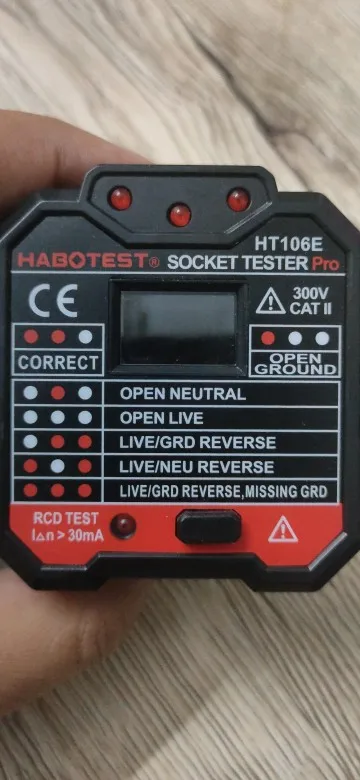 HT106E
HABOTEST® SOCKET TESTER Pro
CE
300V
CAT II
CORRECT
OPEN
GROUND
OPEN NEUTRAL
OPEN LIVE
LIVE/GRD REVERSE
LIVE/NEU REVERSE
LIVE/GRD REVERSE,MISSING GRD
RCD TEST
I△n > 30mA